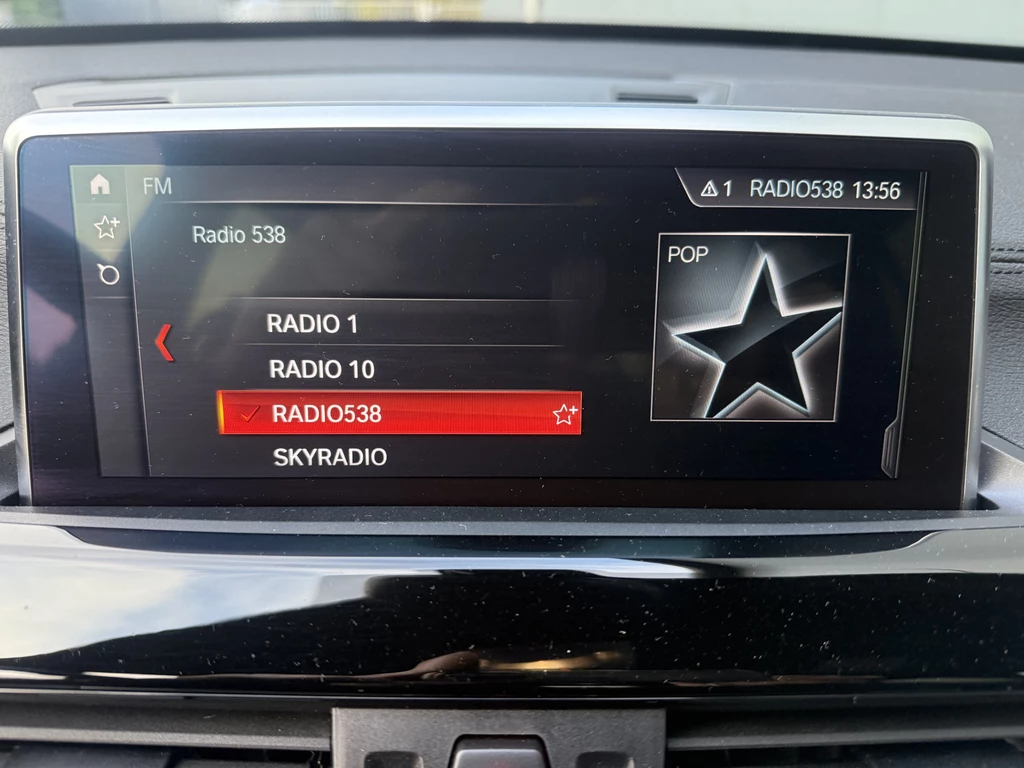 FM
1 RADIO538 13:56
Radio 538
POP
RADIO 1
RADIO 10
RADIO538
SKYRADIO